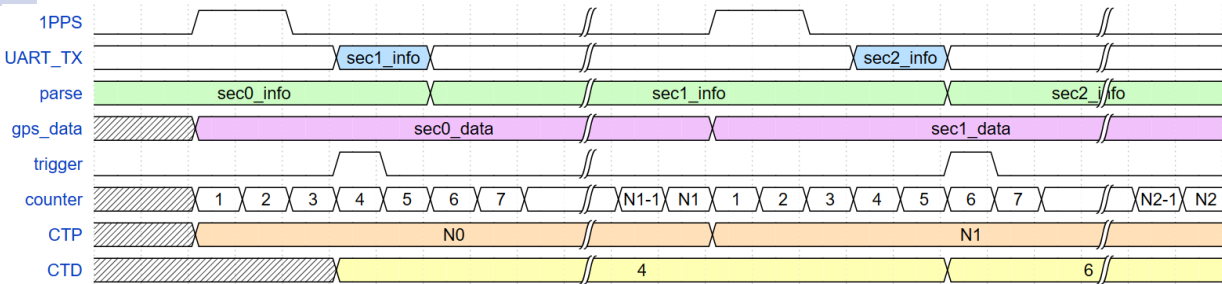 1PPS
UART_TX sec1_info sec2_info
parse sec0_info sec1_info sec2_info
gps_data sec0_data sec1_data
trigger
counter 1 2 3 4 5 6 7 N1-1 N1 1 2 3 4 5 6 7 N2-1 N2
CTP N0 N1
CTD 4 6